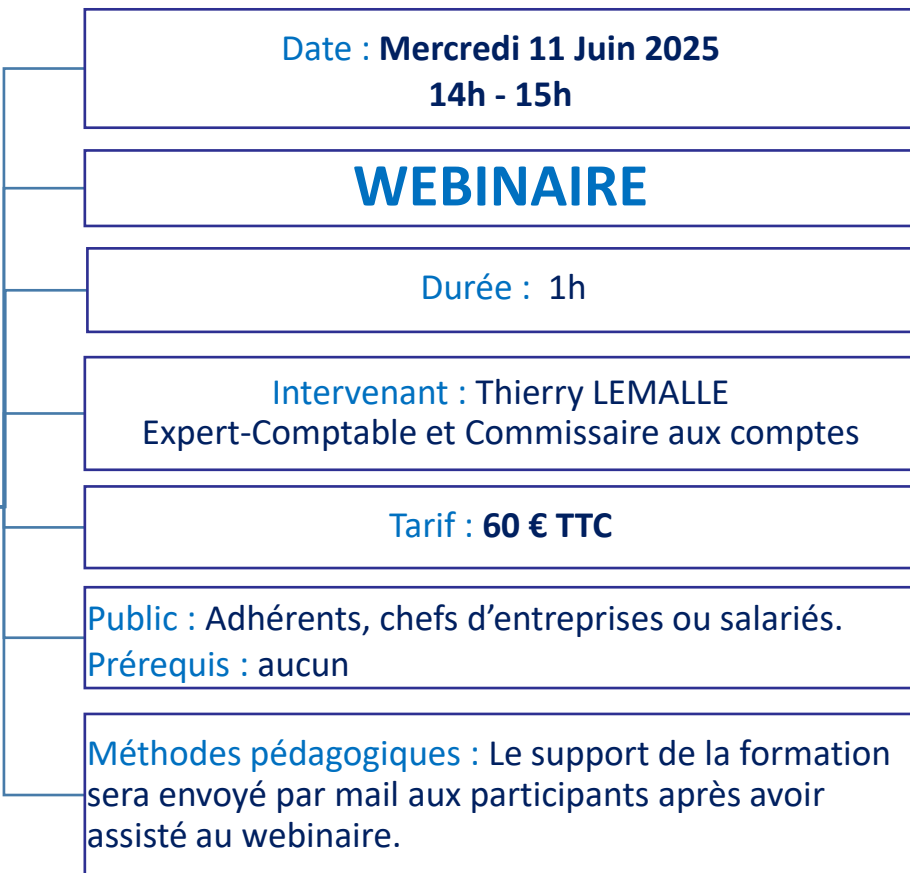 Date : Mercredi 11 Juin 2025
14h - 15h
WEBINAIRE
Durée : 1h
Intervenant : Thierry LEMALLE
Expert-Comptable et Commissaire aux comptes
Tarif : 60 € TTC
Public : Adhérents, chefs d’entreprises ou salariés.
Prérequis : aucun
Méthodes pédagogiques : Le support de la formation
sera envoyé par mail aux participants après avoir
assisté au webinaire.